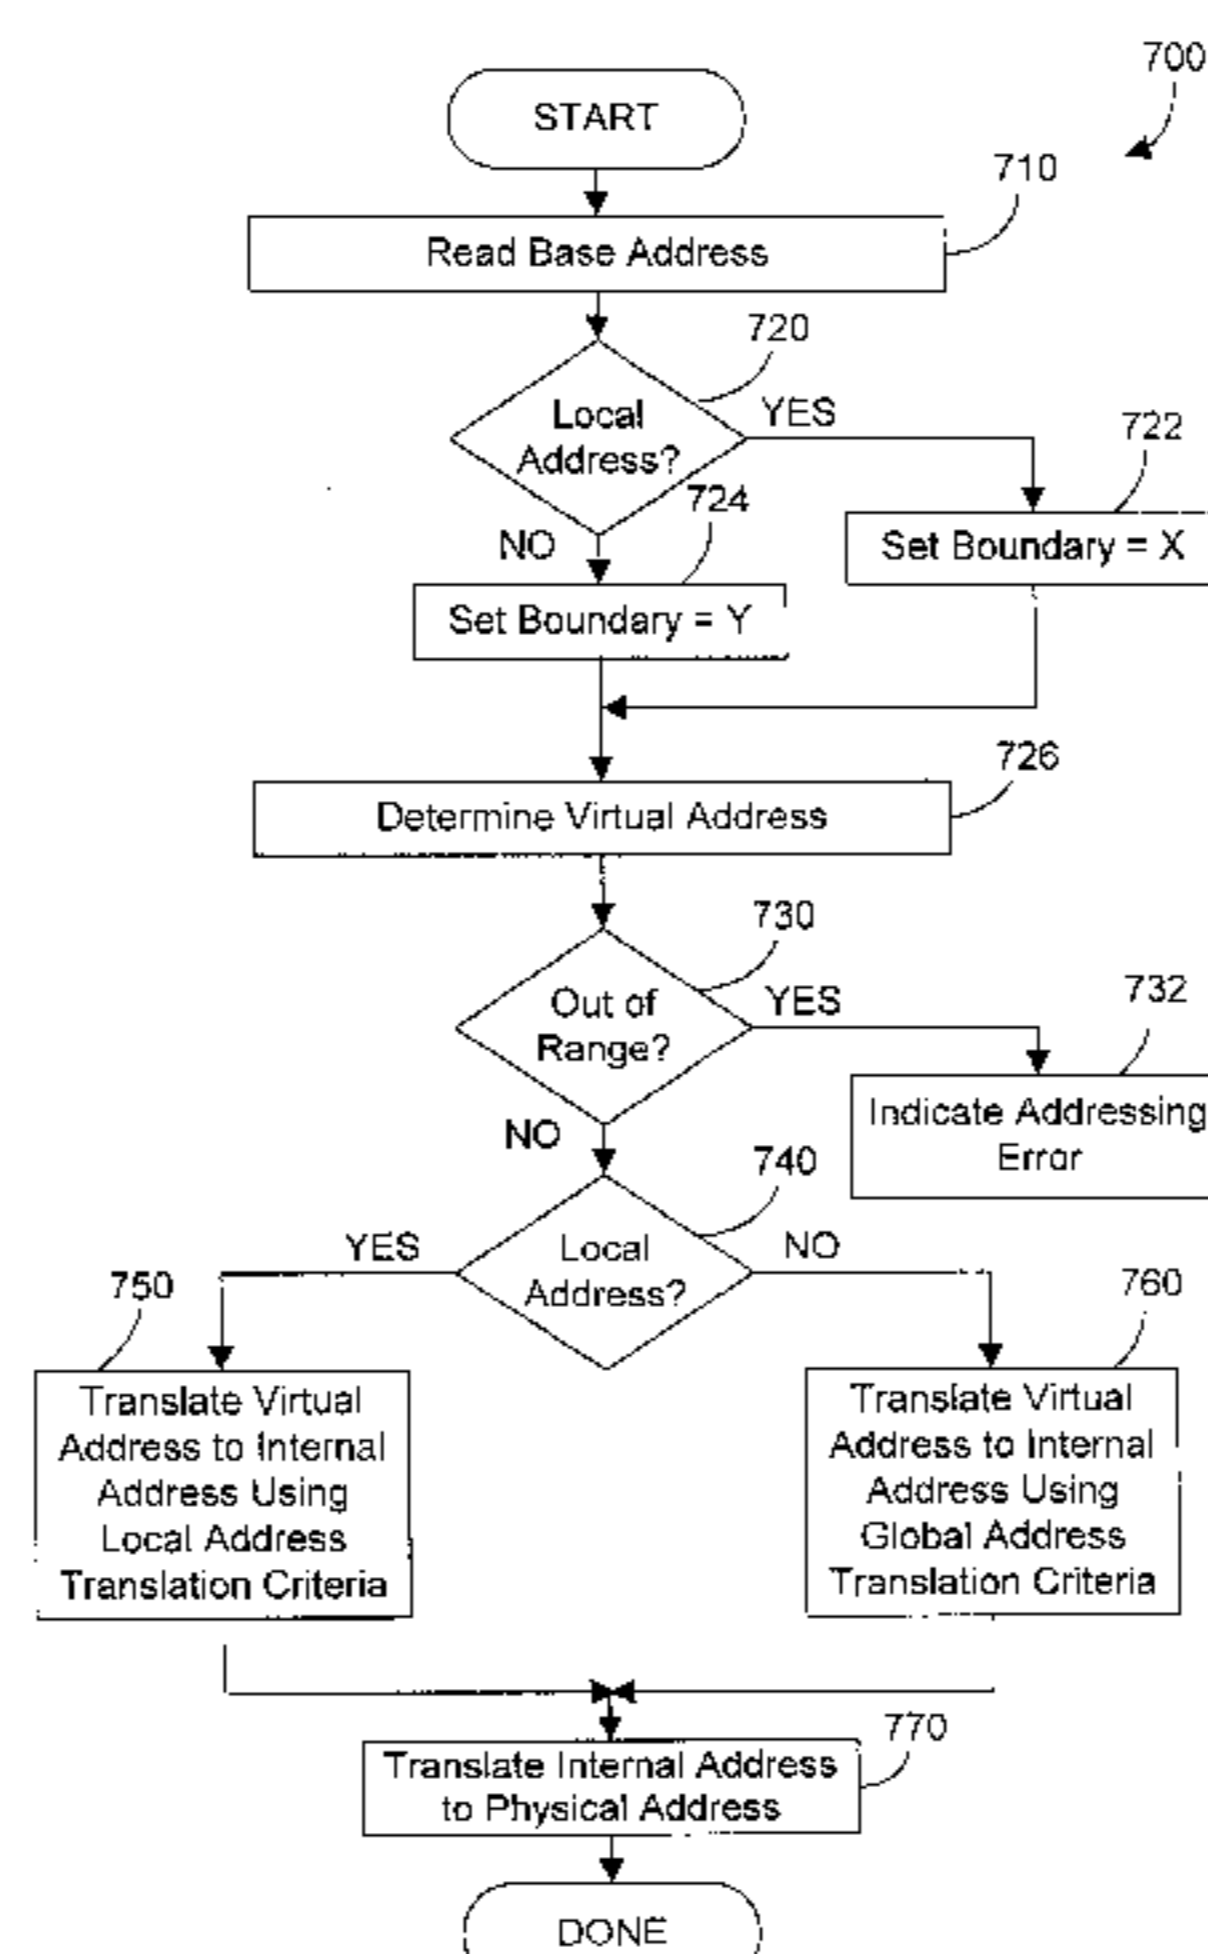 700
START
710
Read Base Address
720
Local
Address?
YES
722
Set Boundary = X
724
NO
Set Boundary = Y
726
Determine Virtual Address
730
Out of
Range?
YES
732
Indicate Addressing
Error
NO
740
Local
Address?
YES
NO
750
Translate Virtual
Address to Internal
Address Using
Local Address
Translation Criteria
760
Translate Virtual
Address to Internal
Address Using
Global Address
Translation Criteria
770
Translate Internal Address
to Physical Address
DONE